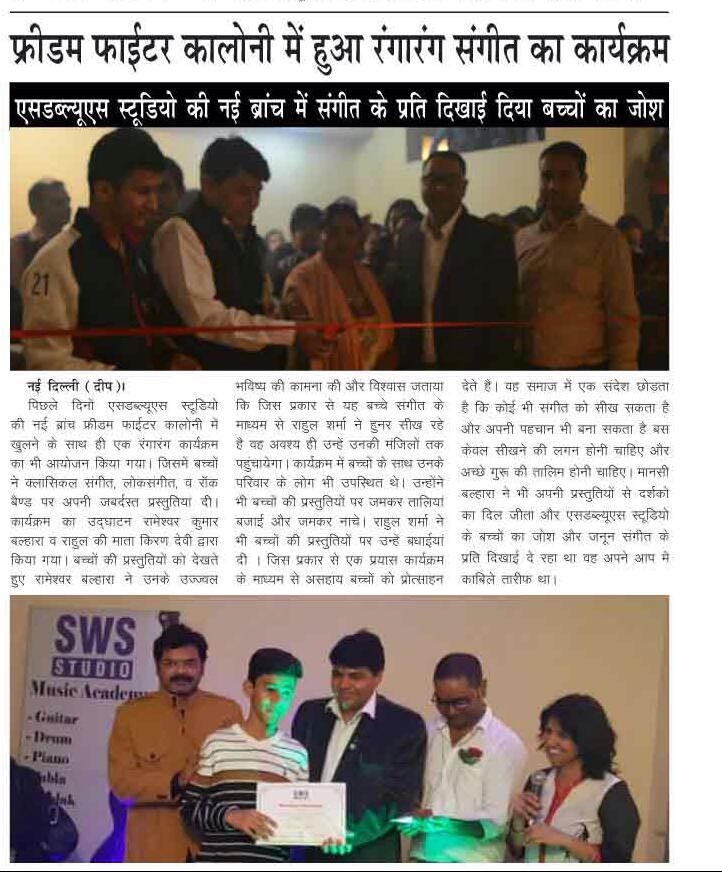 फ्रीडम फाईटर कालोनी में हुआ रंगारंग संगीत का कार्यक्रम
एसडब्ल्यूएस स्टूडियो की नई ब्रांच में संगीत के प्रति दिखाई दिया बच्चों का जोश
21
नई दिल्ली (दीप)।
पिछले दिनों एसडब्ल्यूएस स्टूडियो
की नई ब्रांच फ्रीडम फाईटर कालोनी में
खुलने के साथ ही एक रंगारंग कार्यक्रम
का भी आयोजन किया गया। जिसमें बच्चों
ने क्लासिकल संगीत, लोकसंगीत, व रॉक
बैण्ड पर अपनी जबर्दस्त प्रस्तुतिया दी।
कार्यक्रम का उद्घाटन रामेश्वर कुमार
बल्हारा व राहुल की माता किरण देवी द्वारा
किया गया। बच्चों की प्रस्तुतियों को देखते
हुए रामेश्वर बल्हारा ने उनके उज्ज्वल
भविष्य की कामना की और विश्वास जताया
कि जिस प्रकार से यह बच्चे संगीत के
माध्यम से राहुल शर्मा ने हुनर सीख रहे
है वह अवश्य ही उन्हें उनकी मंजिलों तक
पहुंचायेगा। कार्यक्रम में बच्चों के साथ उनके
परिवार के लोग भी उपस्थित थे। उन्होंने
भी बच्चों की प्रस्तुतियों पर जमकर तालियां
बजाई और जमकर नाचे। राहुल शर्मा ने
भी बच्चों की प्रस्तुतियों पर उन्हें बधाईयां
दी । जिस प्रकार से एक प्रयास कार्यक्रम
के माध्यम से असहाय बच्चों को प्रोत्साहन
देते हैं। वह समाज में एक संदेश छोड़ता
है कि कोई भी संगीत को सीख सकता है
और अपनी पहचान भी बना सकता है बस
केवल सीखने की लगन होनी चाहिए और
अच्छे गुरू की तालिम होनी चाहिए। मानसी
बल्हारा ने भी अपनी प्रस्तुतियों से दर्शको
का दिल जीता और एसडब्ल्यूएस स्टूडियो
के बच्चों का जोश और जनून संगीत के
प्रति दिखाई दे रहा था वह अपने आप मे
काबिले तारीफ था।
SWS
STUDIO
Music Academy
- Guitar
- Drum
- Piano
SWS